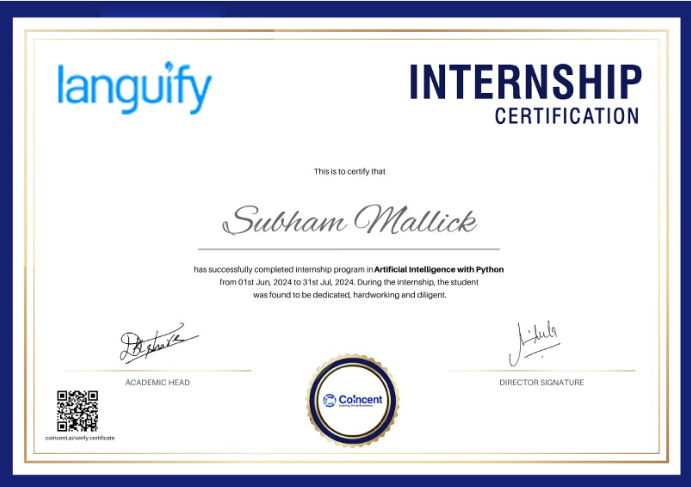 languify
INTERNSHIP
CERTIFICATION
This is to certify that
Subham Mallick
has successfully completed internship program in Artificial Intelligence with Python
from 01st Jun, 2024 to 31st Jul, 2024. During the internship, the student
was found to be dedicated, hardworking and diligent.
ACADEMIC HEAD
DIRECTOR SIGNATURE
Coincent
coincent.ai/verify-certificate